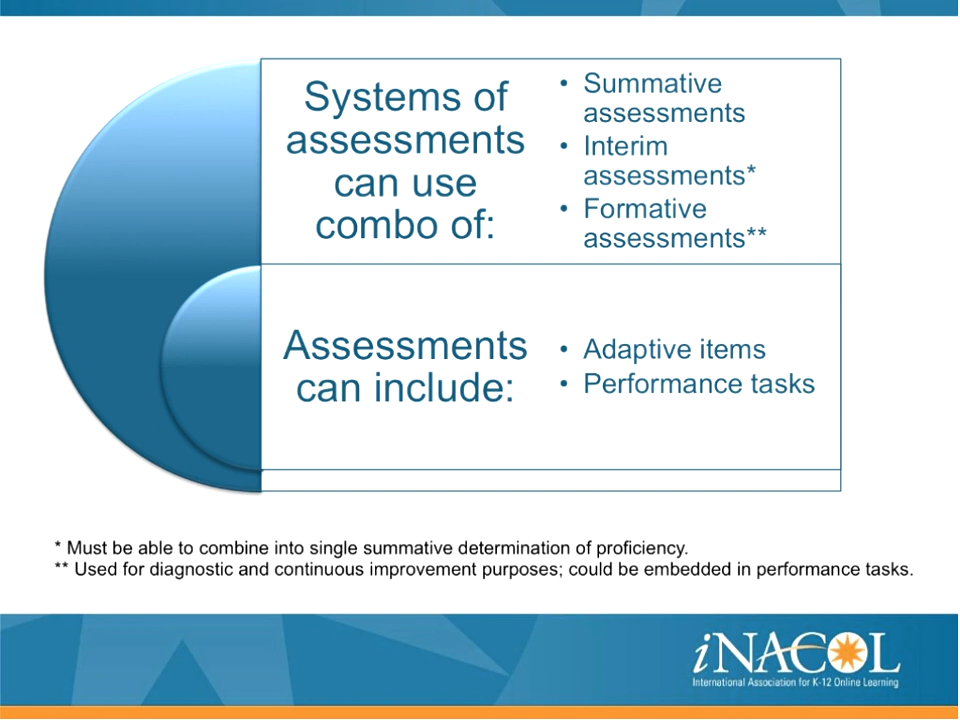 Systems of
assessments
can use
combo of:
• Summative
assessments
• Interim
assessments*
• Formative
assessments**
Assessments
can include:
• Adaptive items
• Performance tasks
* Must be able to combine into single summative determination of proficiency.
** Used for diagnostic and continuous improvement purposes; could be embedded in performance tasks.
iNACOL
International Association for K-12 Online Learning